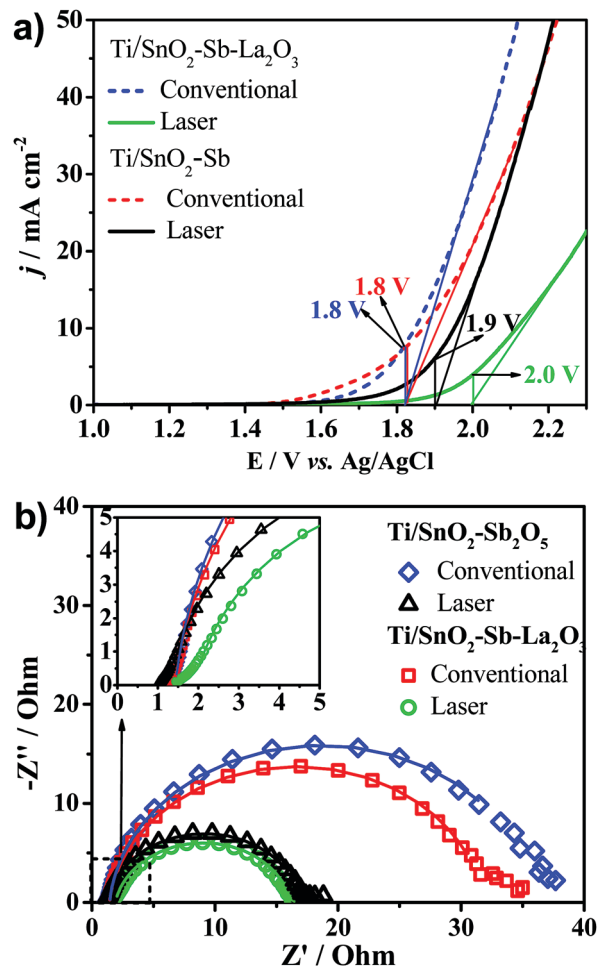 a)
Ti/SnO₂-Sb-La₂O₃
Conventional
Laser
Ti/SnO₂-Sb
Conventional
Laser
j / mA cm⁻²
50
40
30
20
10
0
1.8 V
1.8 V
1.9 V
2.0 V
1.0 1.2 1.4 1.6 1.8 2.0 2.2
E / V vs. Ag/AgCl
b)
Ti/SnO₂-Sb₂O₅
Conventional
Laser
Ti/SnO₂-Sb-La₂O₃
Conventional
Laser
5
4
3
2
1
0
0 1 2 3 4 5
-Z'' / Ohm
40
30
20
10
0
0 10 20 30 40
Z' / Ohm